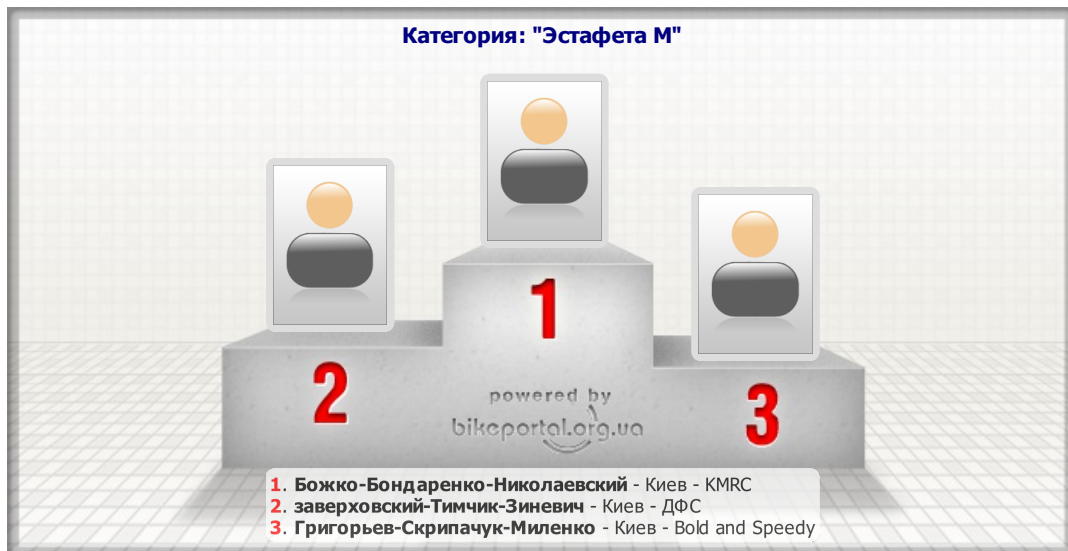 Категория: "Эстафета М"
1
2
3
powered by
bikeportal.org.ua
1. Божко-Бондаренко-Николаевский - Киев - KMRC
2. заверховский-Тимчик-Зиневич - Киев - ДФС
3. Григорьев-Скрипачук-Миленко - Киев - Bold and Speedy